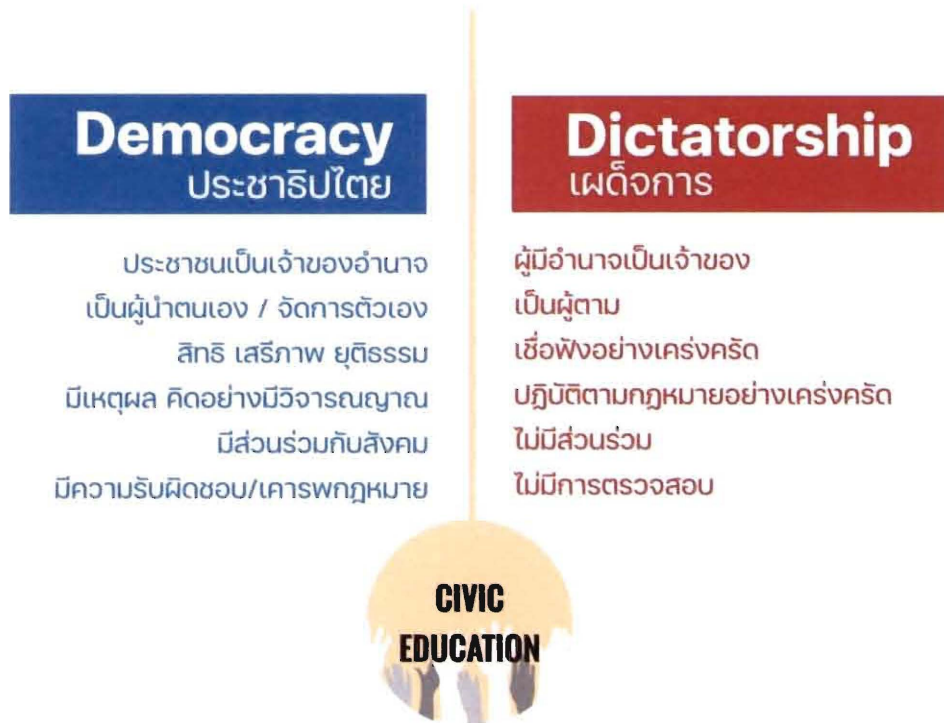 Democracy
ประชาธิปไตย
ประชาชนเป็นเจ้าของอำนาจ
เป็นผู้นำตนเอง / จัดการตัวเอง
สิทธิ เสรีภาพ ยุติธรรม
มีเหตุผล คิดอย่างมีวิจารณญาณ
มีส่วนร่วมกับสังคม
มีความรับผิดชอบ/เคารพกฎหมาย
Dictatorship
เผด็จการ
ผู้มีอำนาจเป็นเจ้าของ
เป็นผู้ตาม
เชื่อฟังอย่างเคร่งครัด
ปฏิบัติตามกฎหมายอย่างเคร่งครัด
ไม่มีส่วนร่วม
ไม่มีการตรวจสอบ
CIVIC
EDUCATION